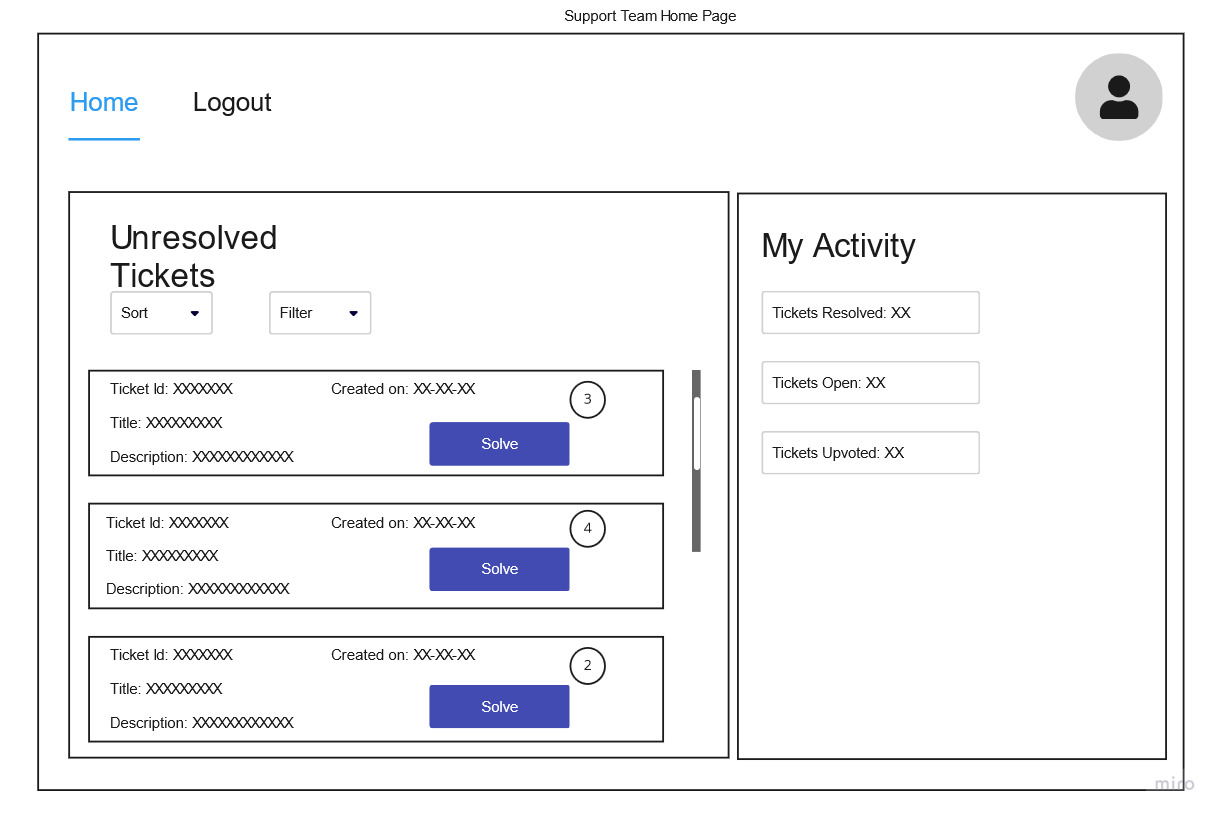 Support Team Home Page
Home
Logout
Unresolved
Tickets
Sort
Filter
Ticket Id: XXXXXXX
Created on: XX-XX-XX
3
Title: XXXXXXXXX
Solve
Description: XXXXXXXXXXXX
Ticket Id: XXXXXXX
Created on: XX-XX-XX
4
Title: XXXXXXXXX
Solve
Description: XXXXXXXXXXXX
Ticket Id: XXXXXXX
Created on: XX-XX-XX
2
Title: XXXXXXXXX
Solve
Description: XXXXXXXXXXXX
My Activity
Tickets Resolved: XX
Tickets Open: XX
Tickets Upvoted: XX
miro